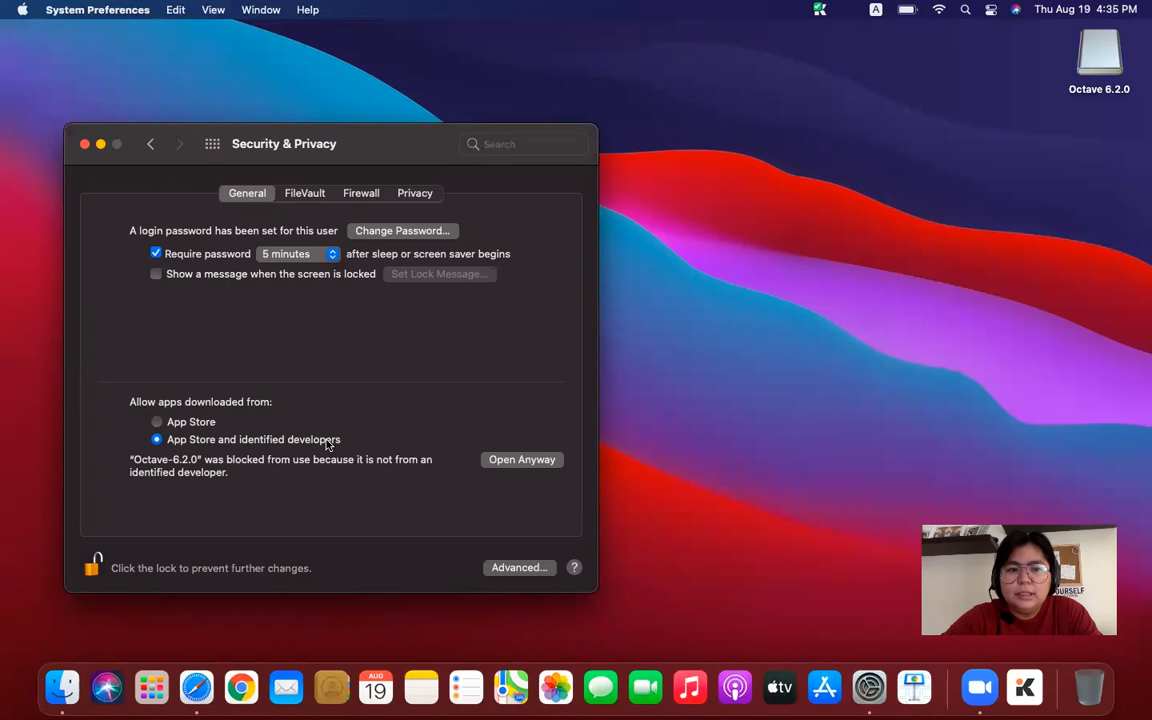 System Preferences Edit View Window Help
A
Thu Aug 19 4:35 PM
Octave 6.2.0
Security & Privacy
Search
General FileVault Firewall Privacy
A login password has been set for this user Change Password...
Require password 5 minutes after sleep or screen saver begins
Show a message when the screen is locked Set Lock Message...
Allow apps downloaded from:
App Store
App Store and identified developers
“Octave-6.2.0” was blocked from use because it is not from an
identified developer.
Open Anyway
Click the lock to prevent further changes.
Advanced... ?
OURSELF
AUG
19
tv